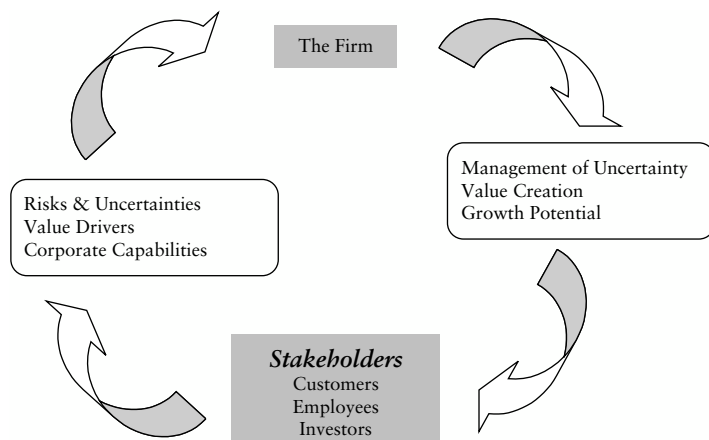 The Firm
Management of Uncertainty
Value Creation
Growth Potential
Risks & Uncertainties
Value Drivers
Corporate Capabilities
Stakeholders
Customers
Employees
Investors